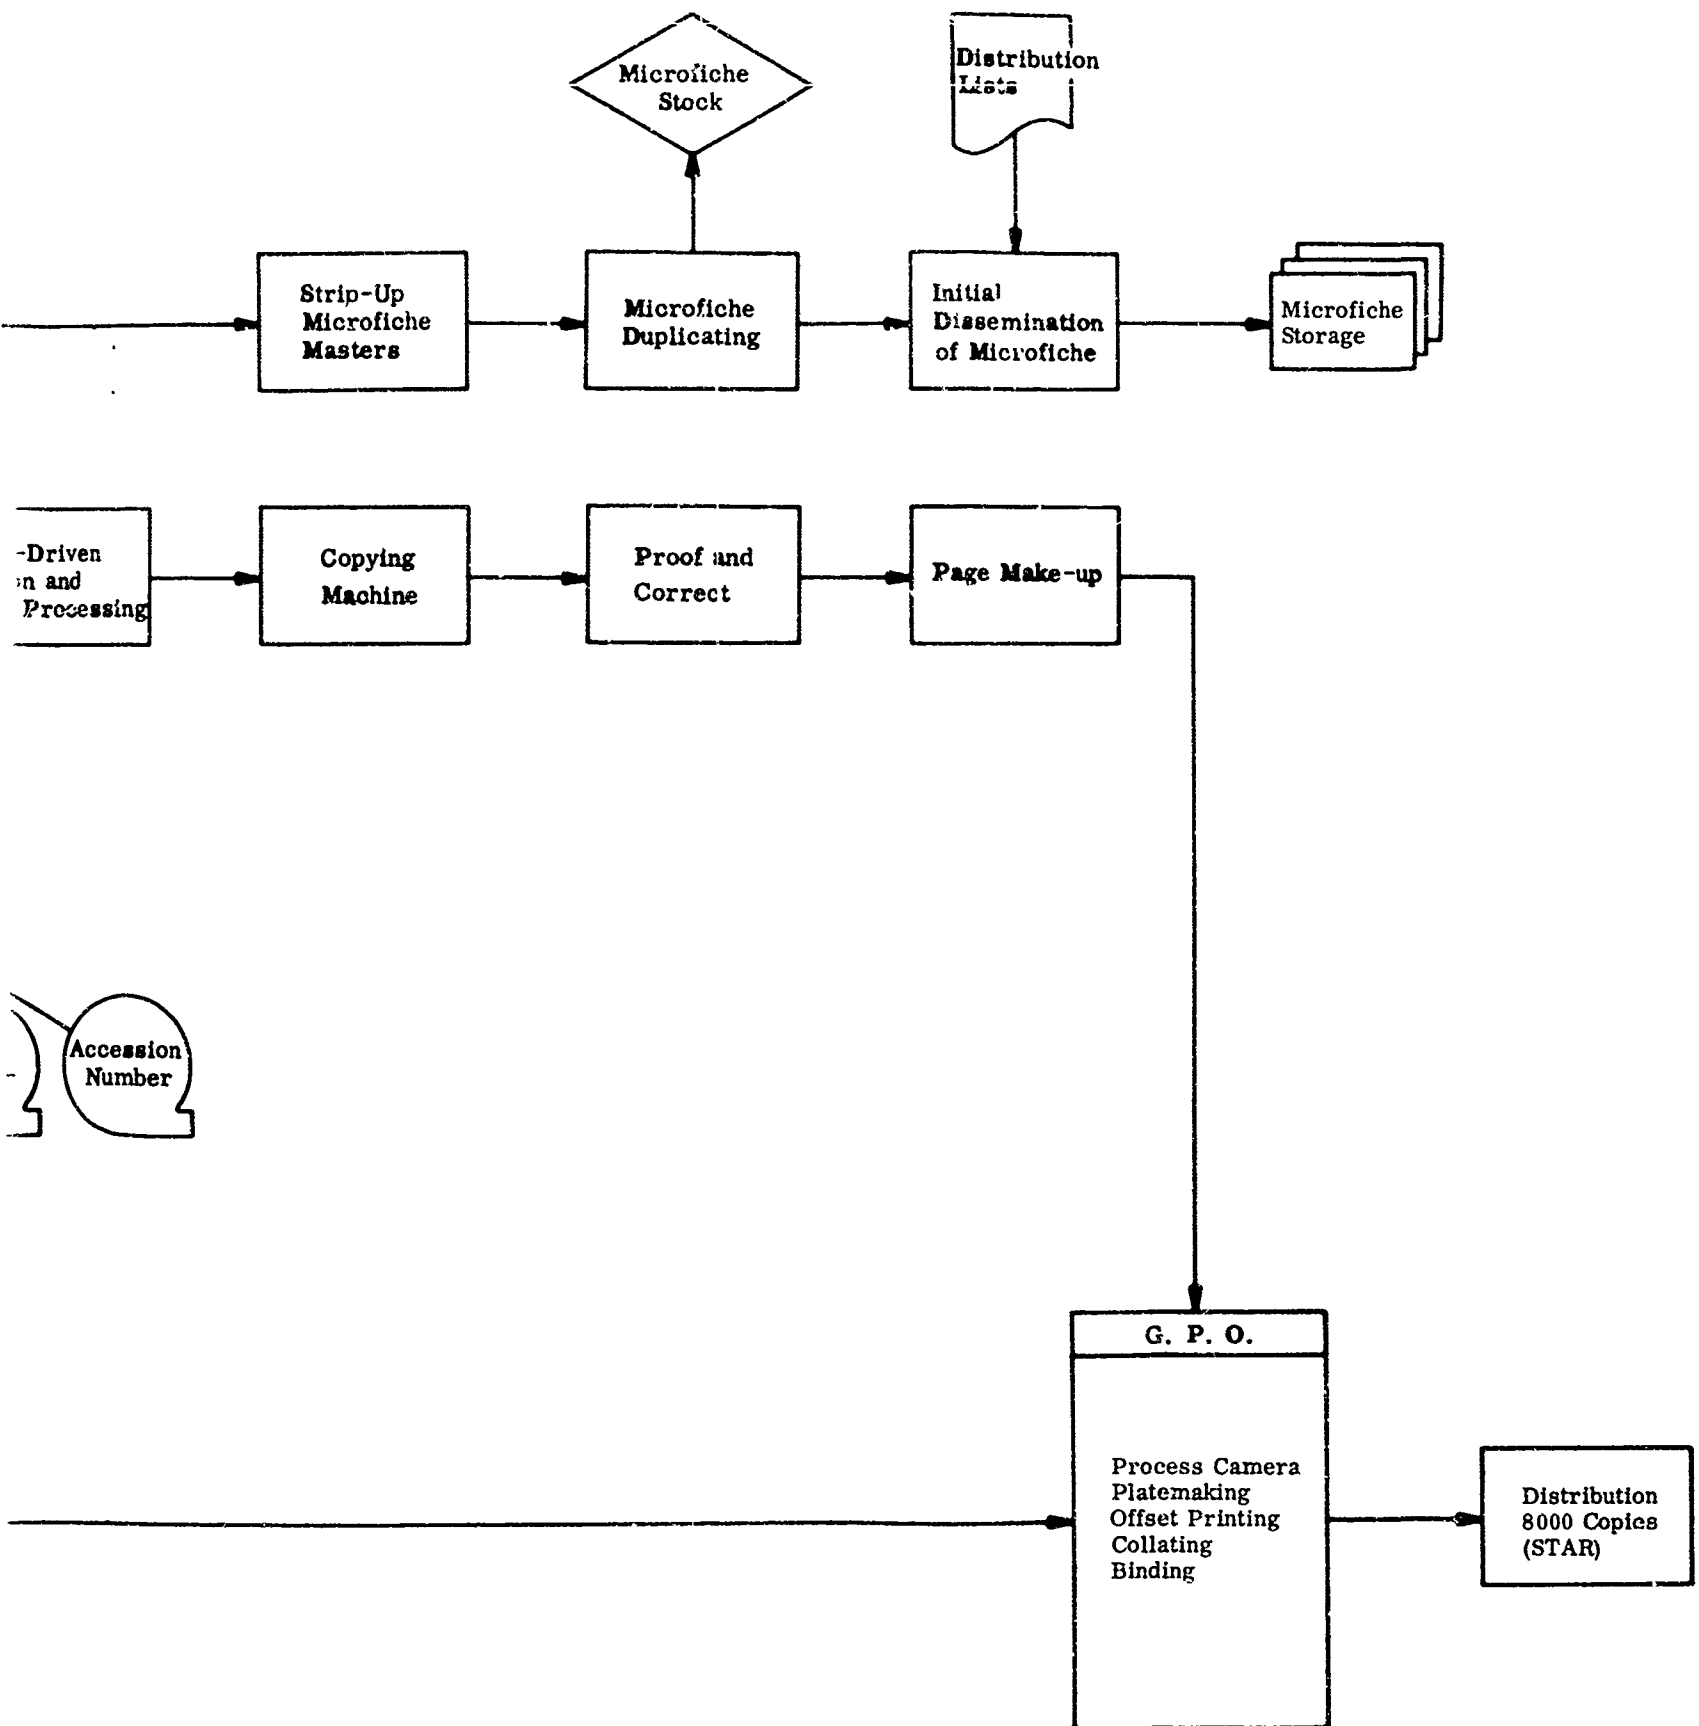 Microfiche
Stock
Distribution
Lists
Strip-Up
Microfiche
Masters
Microfiche
Duplicating
Initial
Dissemination
of Microfiche
Microfiche
Storage
-Driven
n and
Processing
Copying
Machine
Proof and
Correct
Page Make-up
Accession
Number
G. P. O.
Process Camera
Platemaking
Offset Printing
Collating
Binding
Distribution
8000 Copies
(STAR)